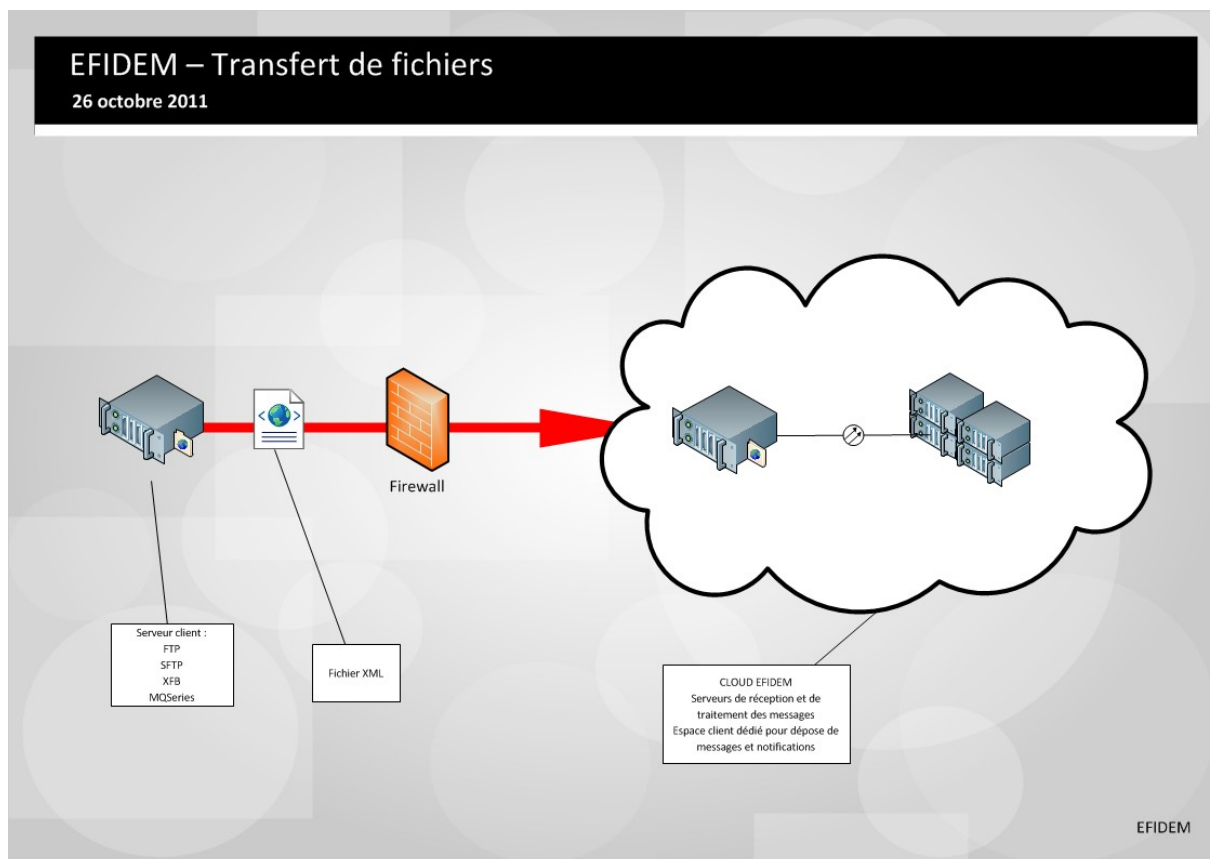 EFIDEM – Transfert de fichiers
26 octobre 2011
Firewall
Serveur client :
FTP
SFTP
XFB
MQSeries
Fichier XML
CLOUD EFIDEM
Serveurs de réception et de
traitement des messages
Espace client dédié pour dépose de
messages et notifications
EFIDEM